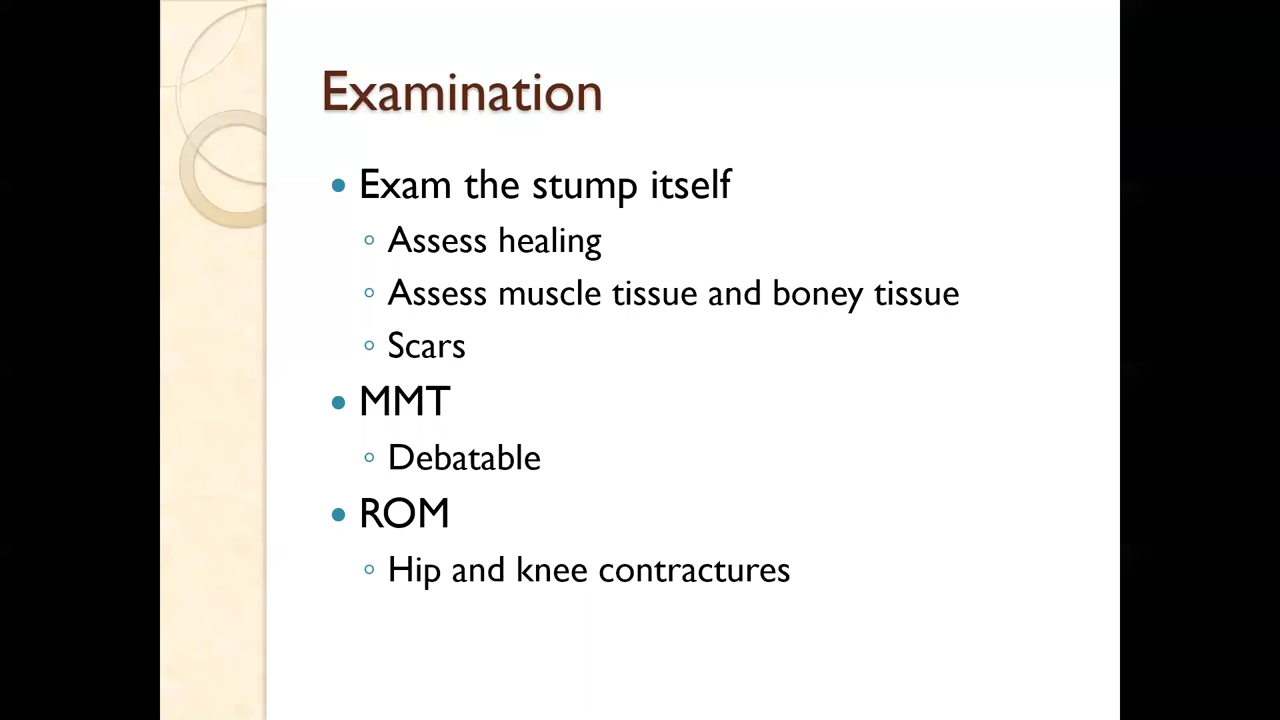 Examination
• Exam the stump itself
◦ Assess healing
◦ Assess muscle tissue and boney tissue
◦ Scars
• MMT
◦ Debatable
• ROM
◦ Hip and knee contractures